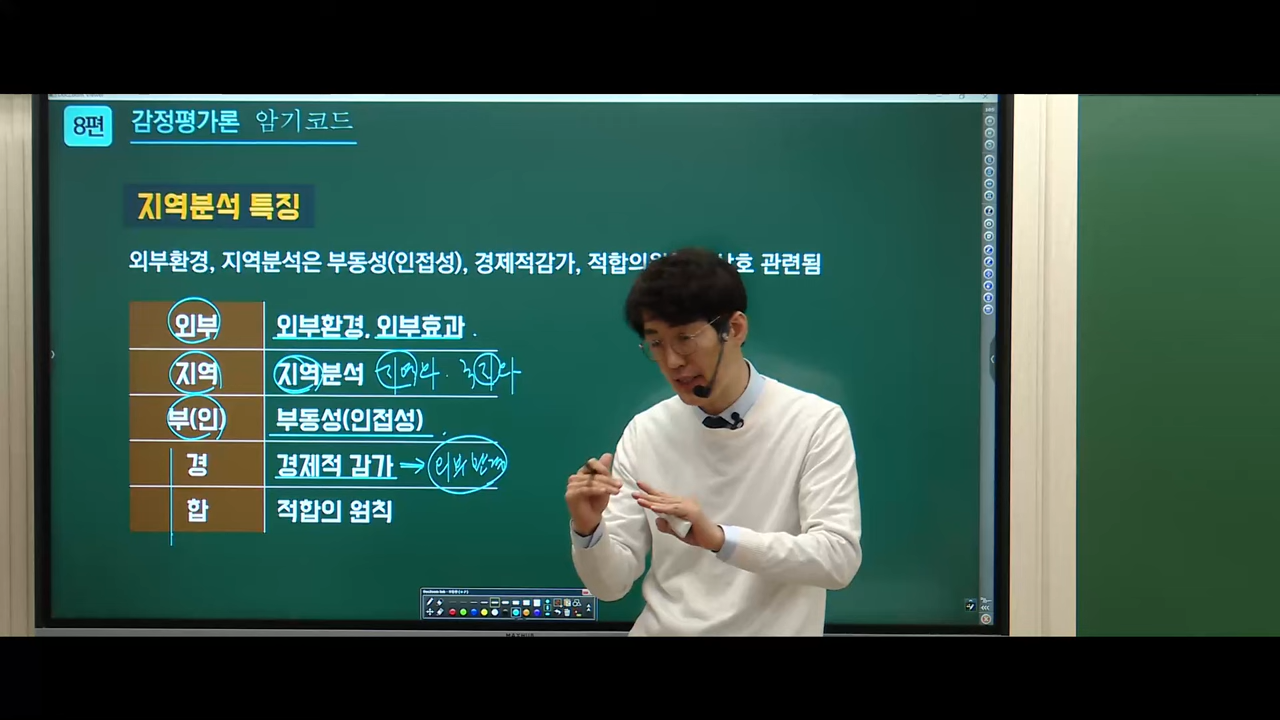 8편 감정평가론 암기코드
지역분석 특징
외부환경, 지역분석은 부동성(인접성), 경제적감가, 적합의 상호 관련됨
외부 외부환경, 외부효과
지역 지역분석 지역화
부(인) 부동성(인접성)
경 경제적 감가 →
합 적합의 원칙